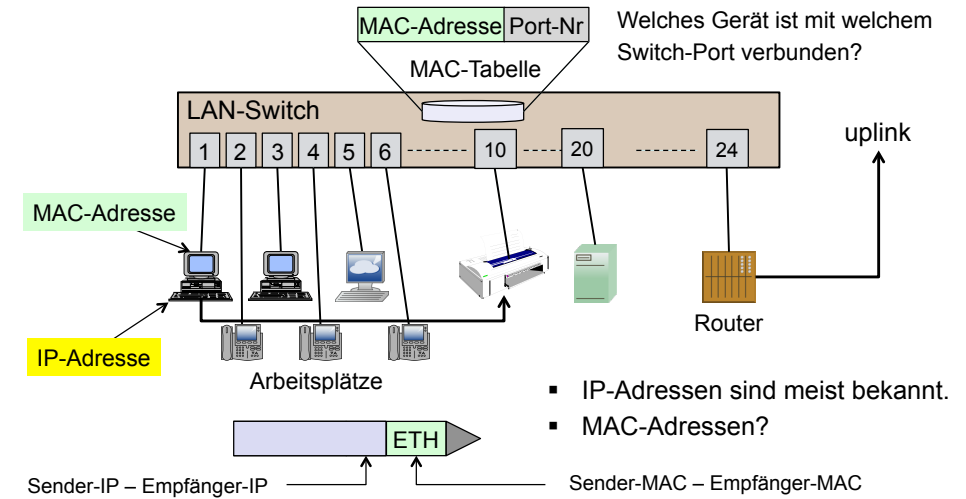 MAC-Adresse Port-Nr
MAC-Tabelle
Welches Gerät ist mit welchem
Switch-Port verbunden?
LAN-Switch
1 2 3 4 5 6 10 20 24
uplink
MAC-Adresse
IP-Adresse
Router
Arbeitsplätze
▪ IP-Adressen sind meist bekannt.
▪ MAC-Adressen?
ETH
Sender-IP – Empfänger-IP
Sender-MAC – Empfänger-MAC